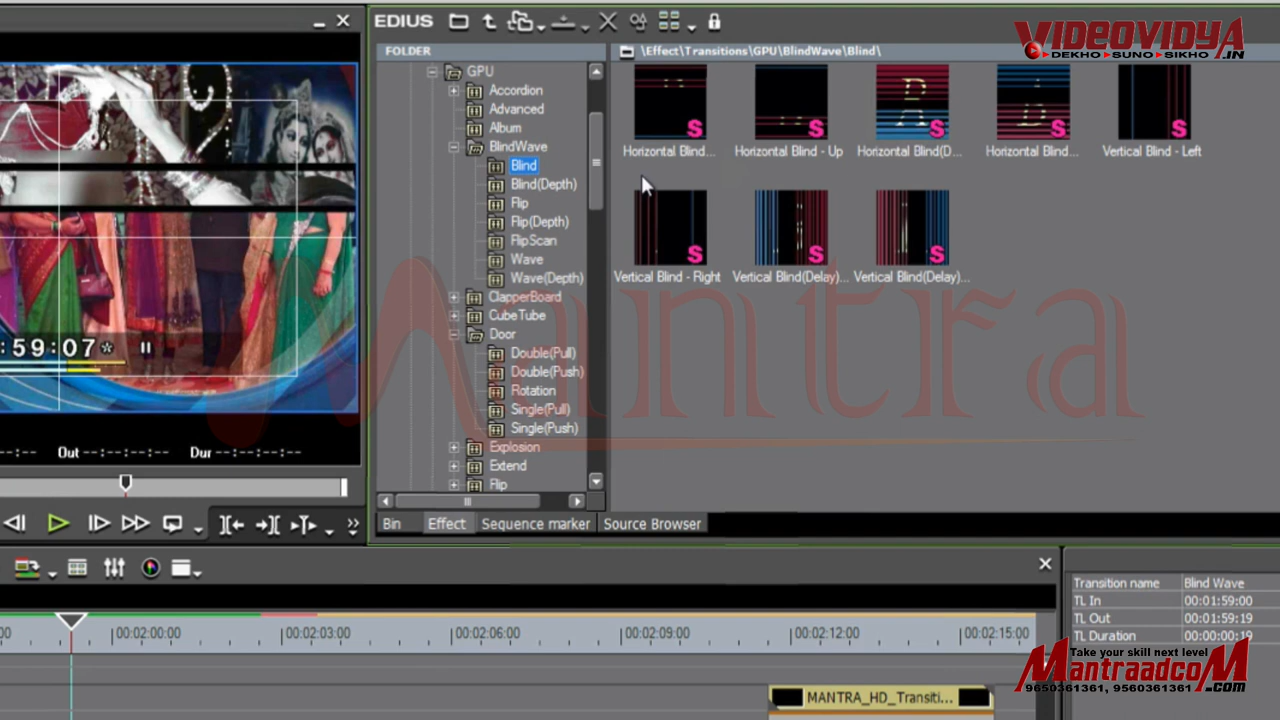 EDIUS
VIDEOVIDYA.IN
DEKHO SUNO SIKHO
FOLDER
\Effect\Transitions\GPU\BlindWave\Blind\
GPU
Accordion
Advanced
Album
BlindWave
Blind
Blind(Depth)
Flip
Flip(Depth)
FlipScan
Wave
Wave(Depth)
ClapperBoard
CubeTube
Door
Double(Pull)
Double(Push)
Rotation
Single(Pull)
Single(Push)
Explosion
Extend
Flip
Horizontal Blind...
Horizontal Blind - Up
Horizontal Blind(D...
Horizontal Blind...
Vertical Blind - Left
Vertical Blind - Right
Vertical Blind(Delay)...
Vertical Blind(Delay)...
Mantra
:59:07
Out --:--:--:--
Dur --:--:--:--
Bin
Effect
Sequence marker
Source Browser
00:02:00:00
00:02:03:00
00:02:06:00
00:02:09:00
00:02:12:00
00:02:15:00
Transition name Blind Wave
TL In 00:01:59:00
TL Out 00:01:59:19
TL Duration 00:00:00:19
MANTRA_HD_Transiti...
Take your skill next level
MantraadcoM
9650361361, 9560361361 .com